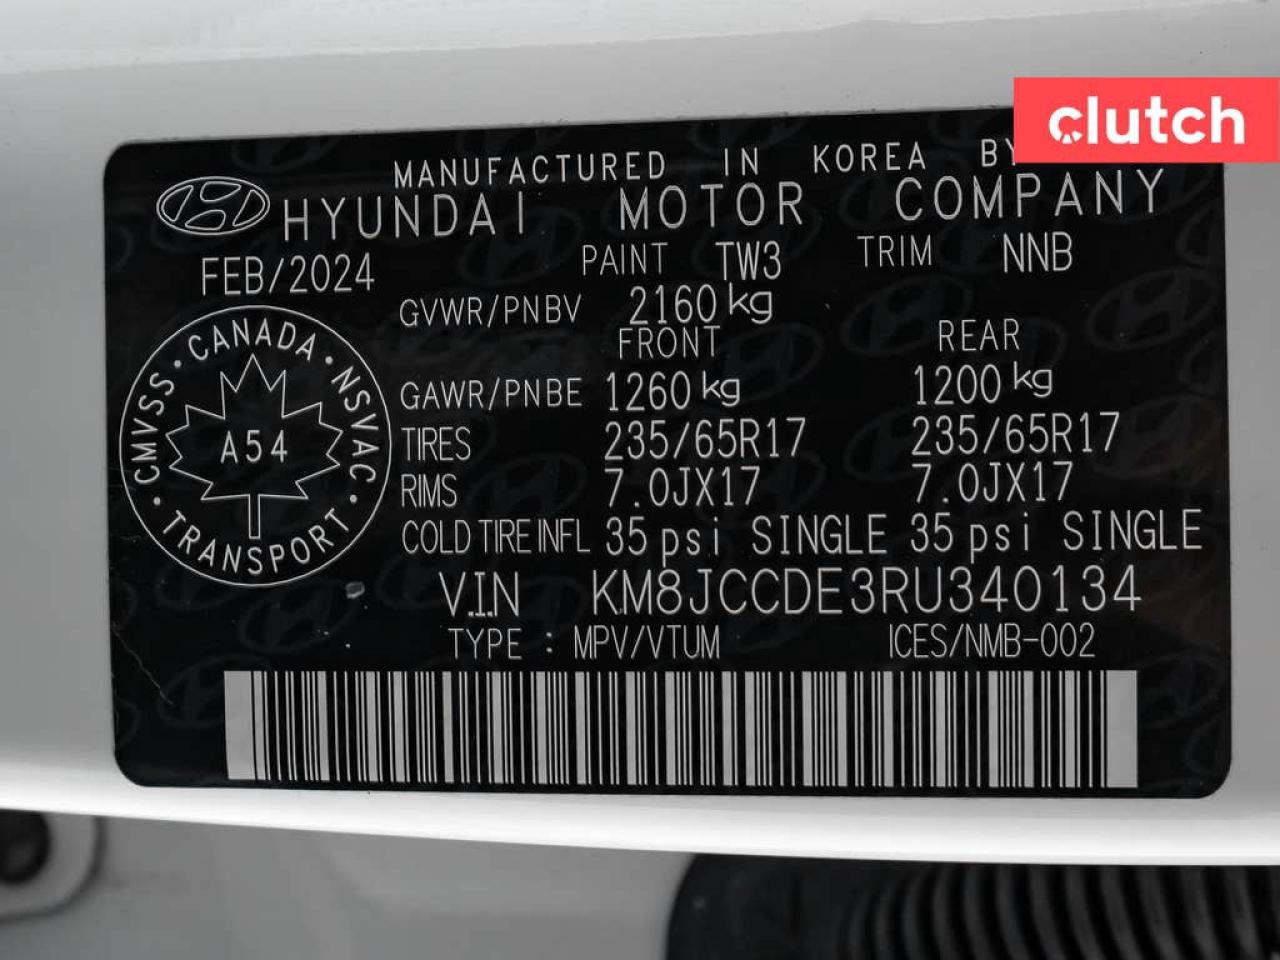 clutch
MANUFACTURED IN KOREA BY
HYUNDAI MOTOR COMPANY
FEB/2024 PAINT TW3 TRIM NNB
GVWR/PNBV 2160 kg
FRONT REAR
GAWR/PNBE 1260 kg 1200 kg
TIRES 235/65R17 235/65R17
RIMS 7.0JX17 7.0JX17
COLD TIRE INFL 35 psi SINGLE 35 psi SINGLE
V.I.N KM8JCCDE3RU340134
TYPE : MPV/VTUM ICES/NMB-002
CANADA · NSVAC · TRANSPORT · CMVSS ·
A54